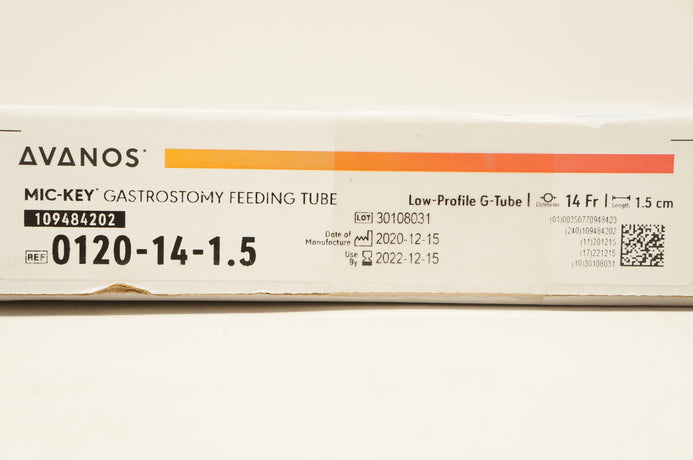 AVANOS*
MIC-KEY* GASTROSTOMY FEEDING TUBE
109484202
REF 0120-14-1.5
Low-Profile G-Tube | Diameter 14 Fr | Length 1.5 cm
LOT 30108031
Date of Manufacture 2020-12-15
Use By 2022-12-15
(01)00350770948423
(240)109484202
(11)201215
(17)221215
(10)30108031